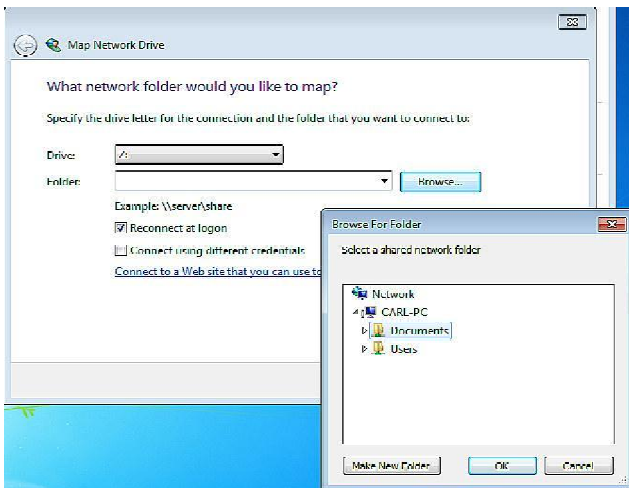 Map Network Drive
What network folder would you like to map?
Specify the drive letter for the connection and the folder that you want to connect to:
Drive: Z:
Folder: Browse...
Example: \\server\share
Reconnect at logon
Connect using different credentials
Connect to a Web site that you can use to
Browse For Folder
Select a shared network folder
Network
CARL-PC
Documents
Users
Make New Folder OK Cancel